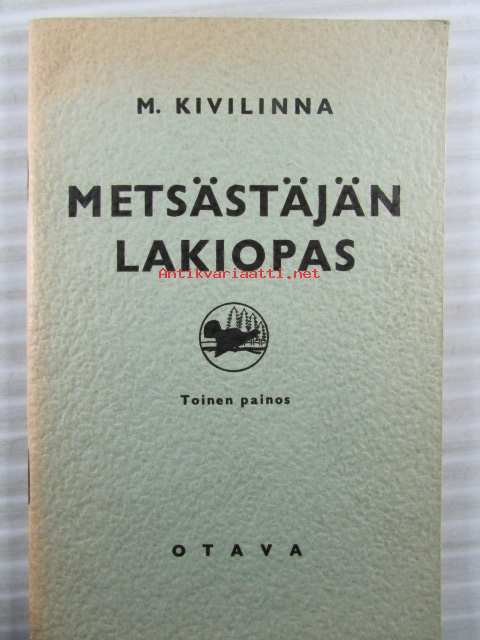 M. KIVILINNA
METSÄSTÄJÄN
LAKIOPAS
Antikvariaatti.net
Toinen painos
OTAVA